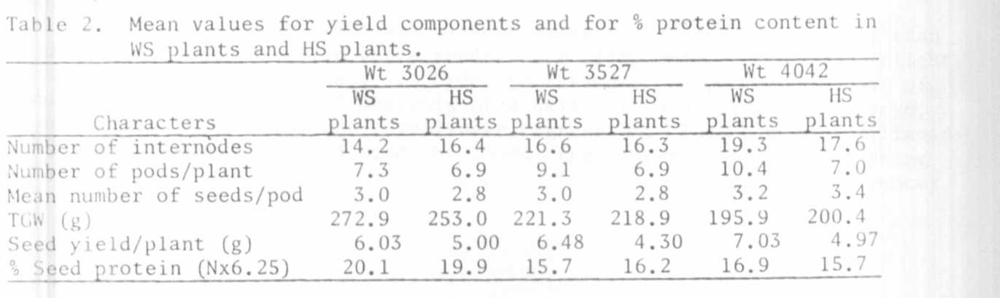 Table 2. Mean values for yield components and for % protein content in
WS plants and HS plants.
Wt 3026 Wt 3527 Wt 4042
WS HS WS HS WS HS
Characters plants plants plants plants plants plants
Number of internodes 14.2 16.4 16.6 16.3 19.3 17.6
Number of pods/plant 7.3 6.9 9.1 6.9 10.4 7.0
Mean number of seeds/pod 3.0 2.8 3.0 2.8 3.2 3.4
TGW (g) 272.9 253.0 221.3 218.9 195.9 200.4
Seed yield/plant (g) 6.03 5.00 6.48 4.30 7.03 4.97
% Seed protein (Nx6.25) 20.1 19.9 15.7 16.2 16.9 15.7